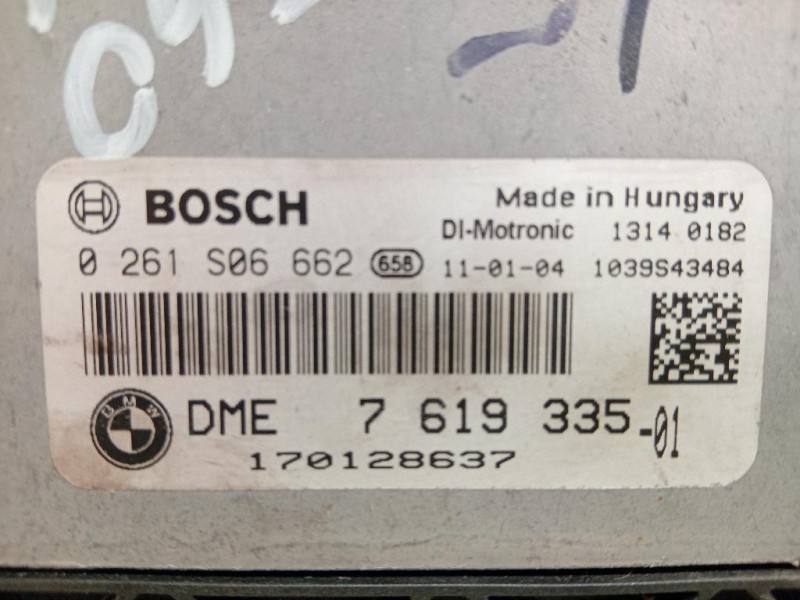 BOSCH
Made in Hungary
DI-Motronic 1314 0182
0 261 S06 662 658 11-01-04 1039S43484
BMW
DME 7 619 335-01
170128637